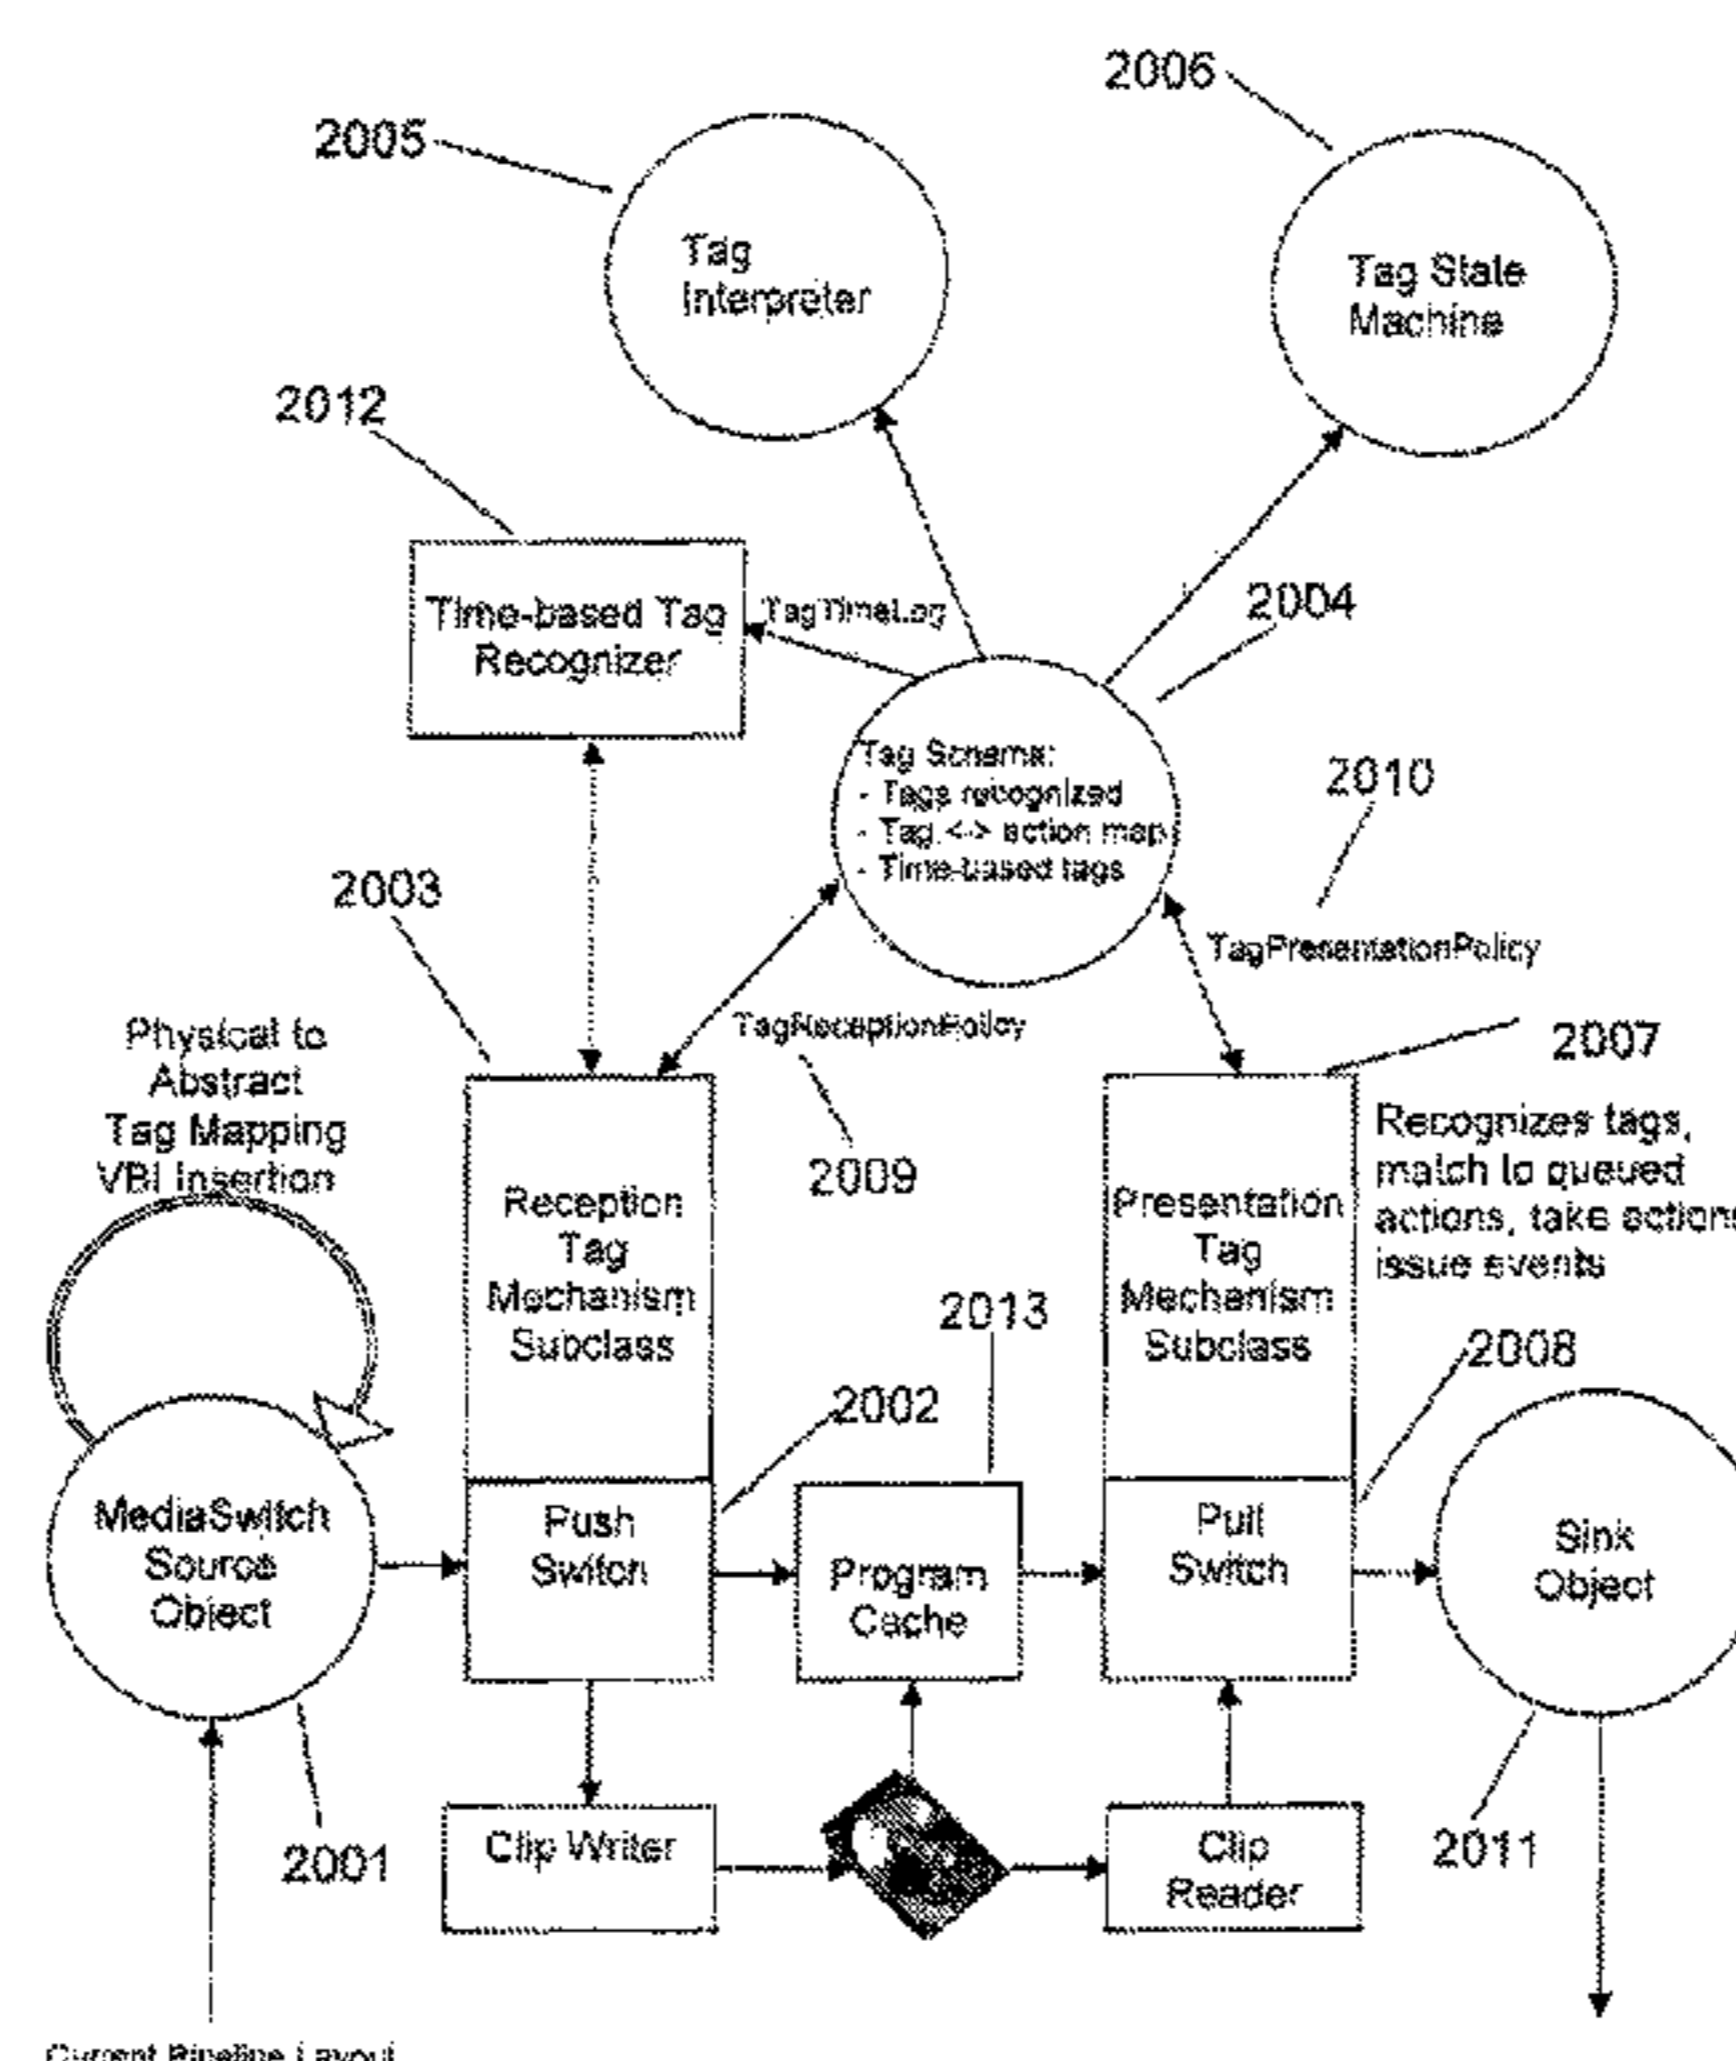 2006
2005
Tag
Interpreter
Tag State
Machine
2012
2004
Time-based Tag
Recognizer
TagTimeLog
Tag Schema:
- Tags recognized
- Tag <-> action map
- Time-based tags
2010
2003
TagPresentationPolicy
TagReceptionPolicy
2007
Physical to
Abstract
Tag Mapping
VBI Insertion
2009
Recognizes tags,
match to queued
actions, take actions
issue events
Reception
Tag
Mechanism
Subclass
Presentation
Tag
Mechanism
Subclass
2013
2008
2002
MediaSwitch
Source
Object
Push
Switch
Program
Cache
Pull
Switch
Sink
Object
2001
Clip Writer
Clip
Reader
2011
Current Pipeline Layout